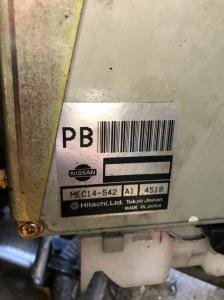 PB
NISSAN
MEC14-542 A1 4518
Hitachi, Ltd. Tokyo Japan
MADE IN JAPAN